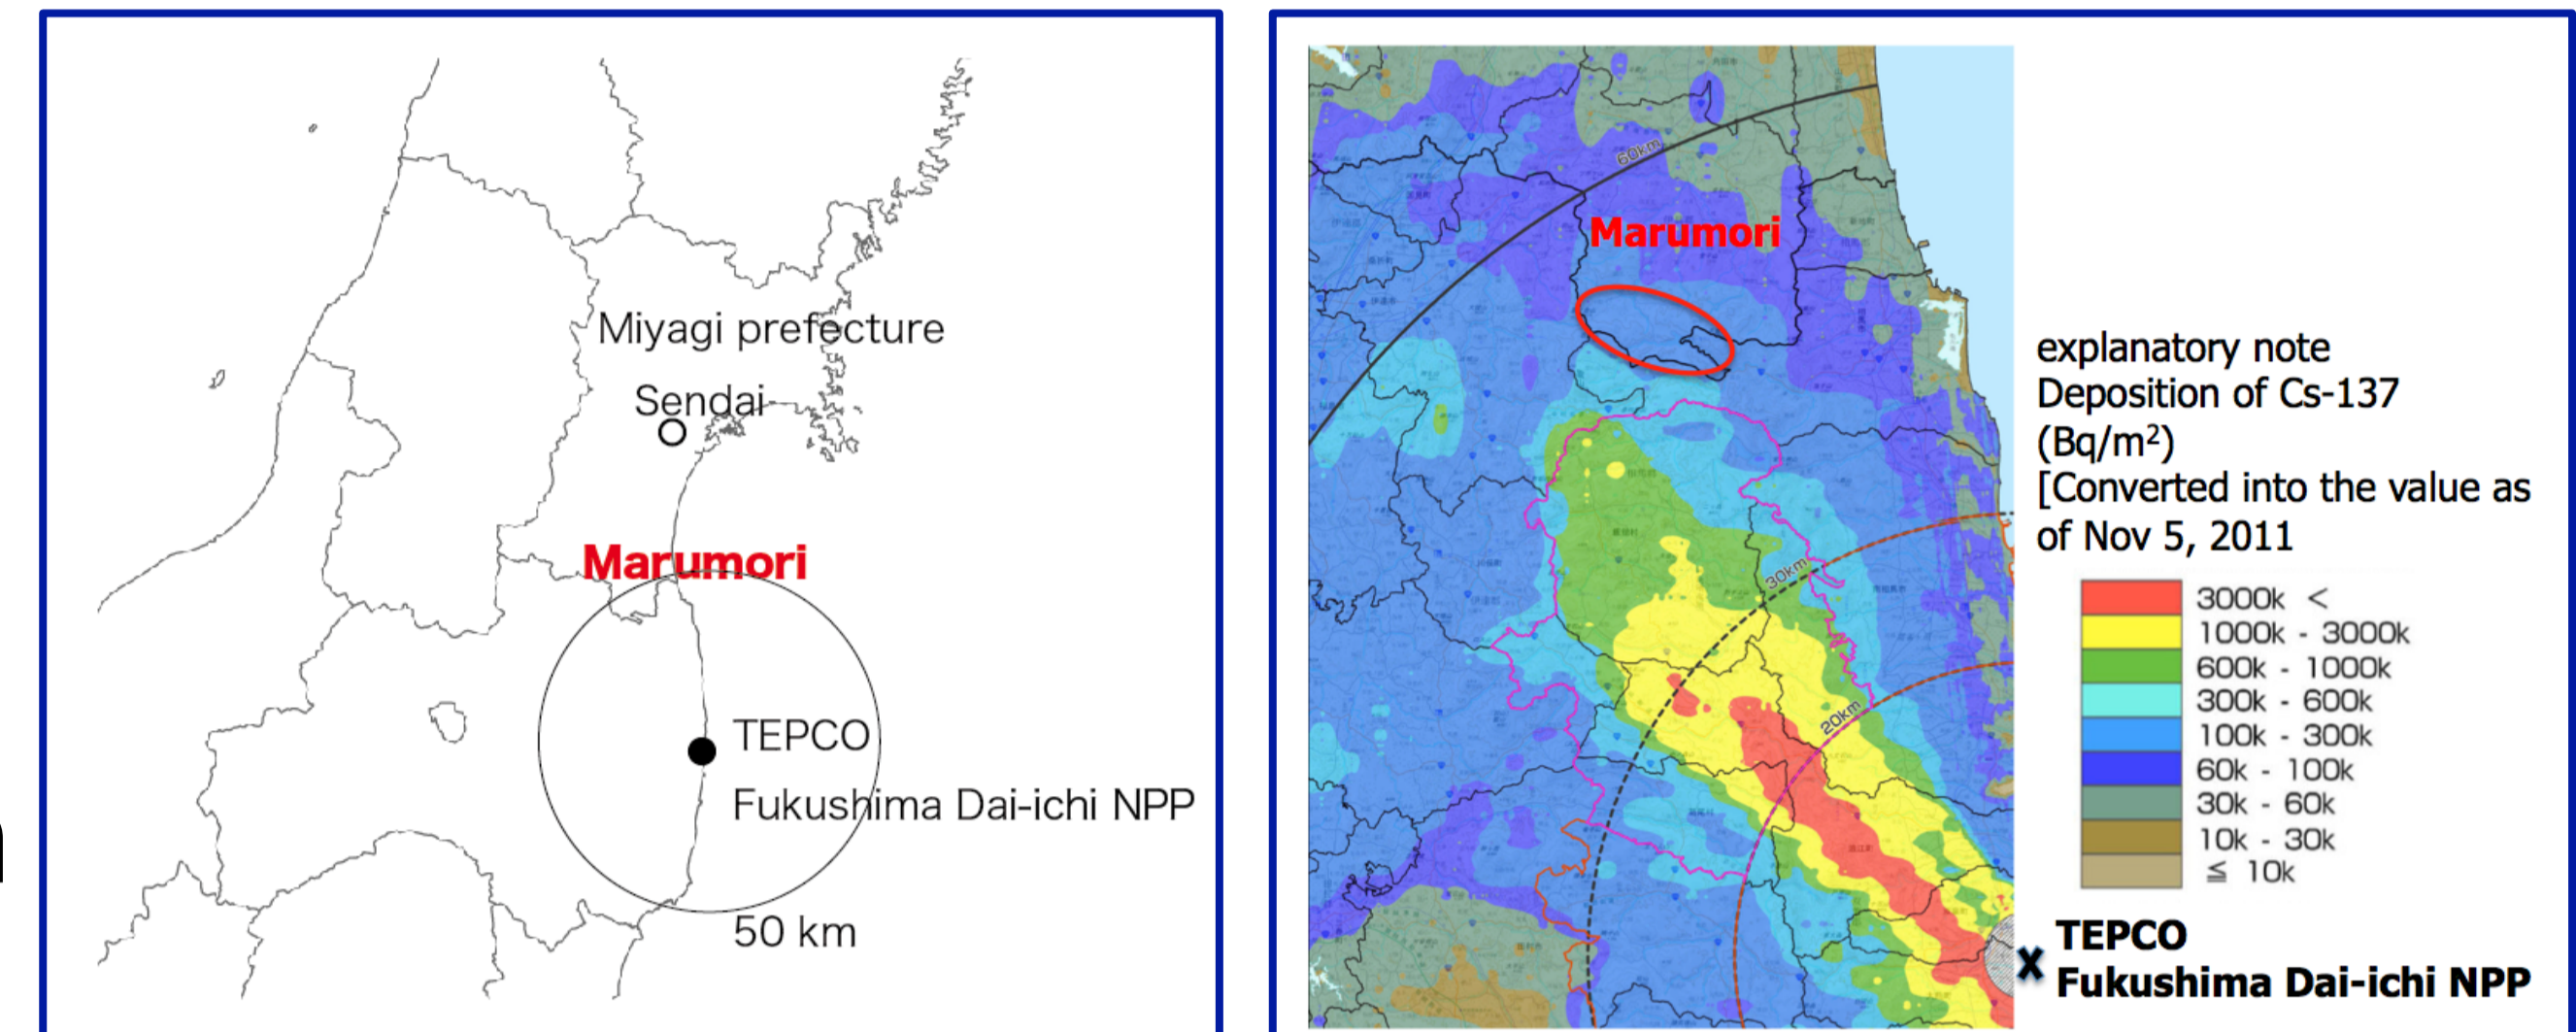 Miyagi prefecture
Sendai
Marumori
TEPCO
Fukushima Dai-ichi NPP
50 km
60km
Marumori
30km
20km
explanatory note
Deposition of Cs-137
(Bq/m²)
[Converted into the value as
of Nov 5, 2011
3000k <
1000k - 3000k
600k - 1000k
300k - 600k
100k - 300k
60k - 100k
30k - 60k
10k - 30k
≦ 10k
x TEPCO
Fukushima Dai-ichi NPP